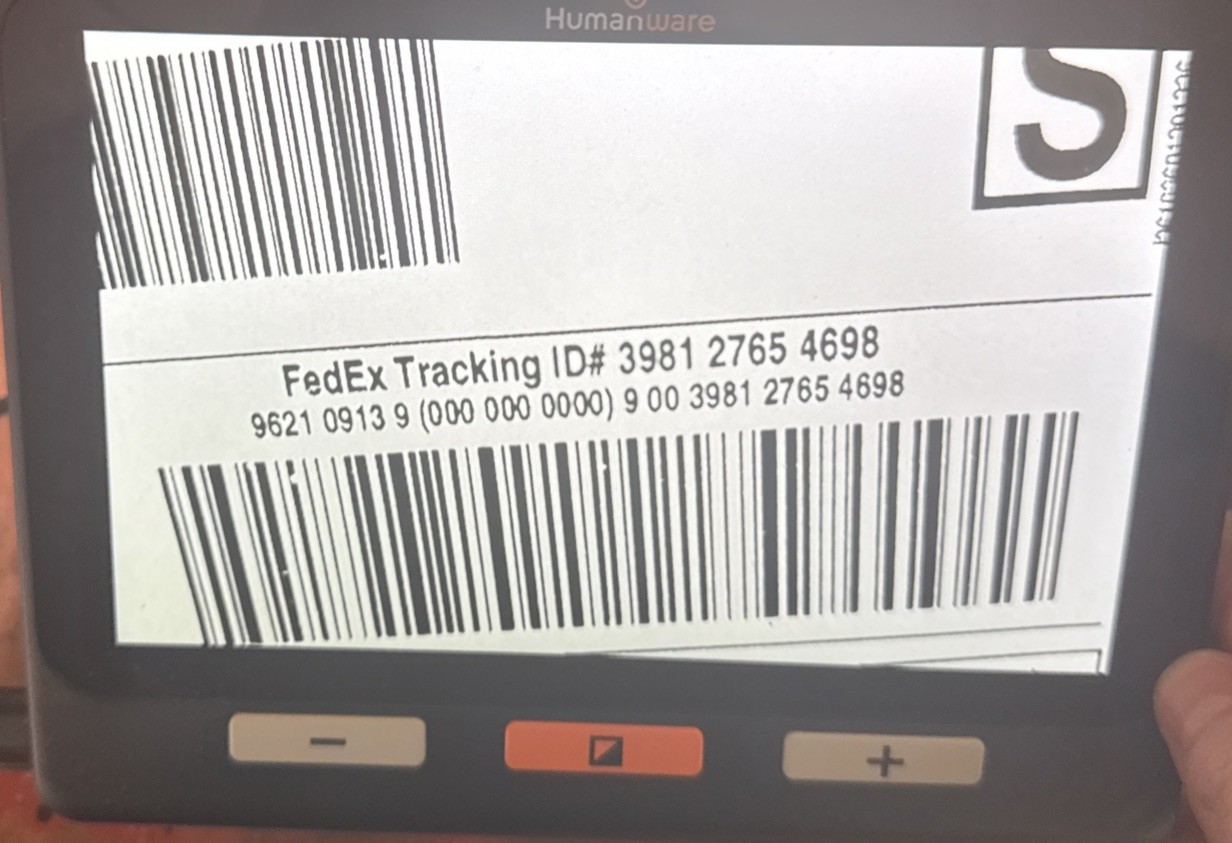 Humanware
S
FedEx Tracking ID# 3981 2765 4698
9621 0913 9 (000 000 0000) 9 00 3981 2765 4698